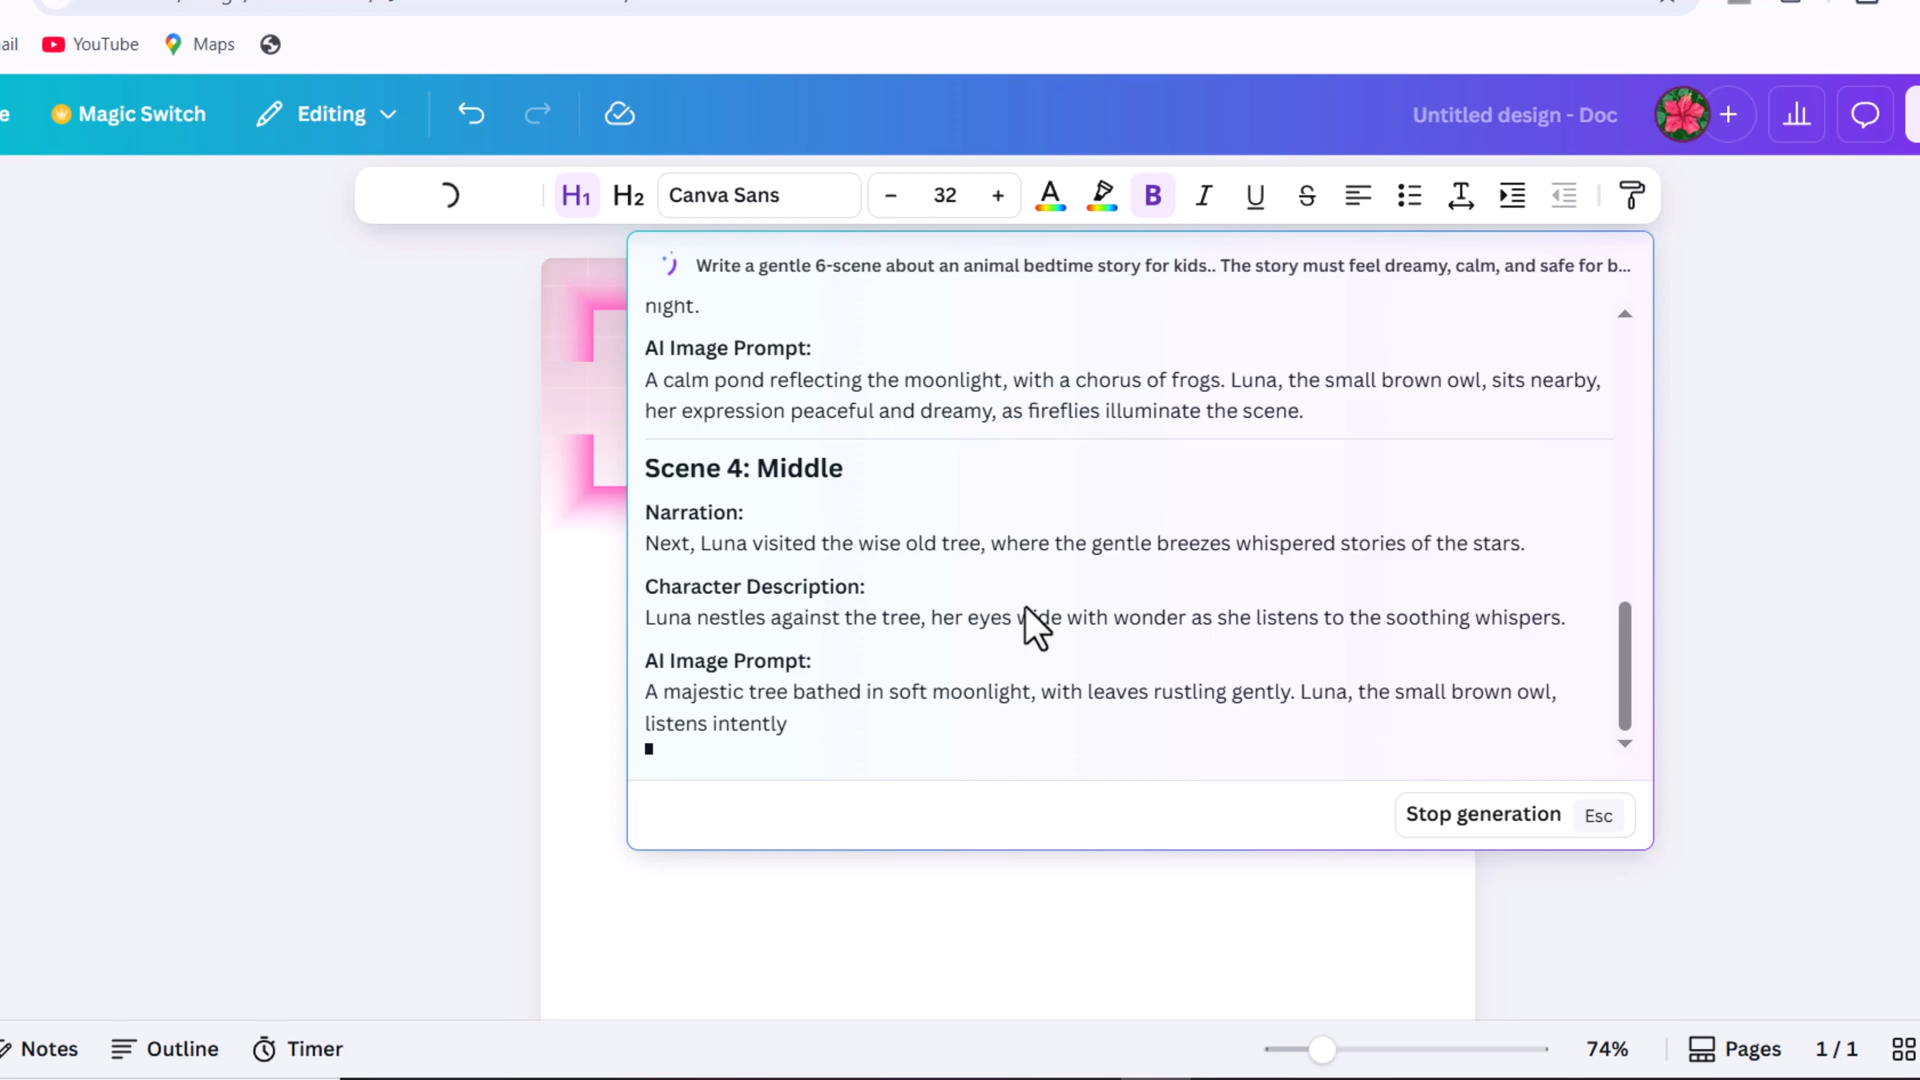 ail YouTube Maps
e Magic Switch Editing Untitled design - Doc
H1 H2 Canva Sans - 32 + A B I U S T
Write a gentle 6-scene about an animal bedtime story for kids.. The story must feel dreamy, calm, and safe for b...
night.
AI Image Prompt:
A calm pond reflecting the moonlight, with a chorus of frogs. Luna, the small brown owl, sits nearby,
her expression peaceful and dreamy, as fireflies illuminate the scene.
Scene 4: Middle
Narration:
Next, Luna visited the wise old tree, where the gentle breezes whispered stories of the stars.
Character Description:
Luna nestles against the tree, her eyes wide with wonder as she listens to the soothing whispers.
AI Image Prompt:
A majestic tree bathed in soft moonlight, with leaves rustling gently. Luna, the small brown owl,
listens intently
Stop generation Esc
Notes Outline Timer 74% Pages 1 / 1